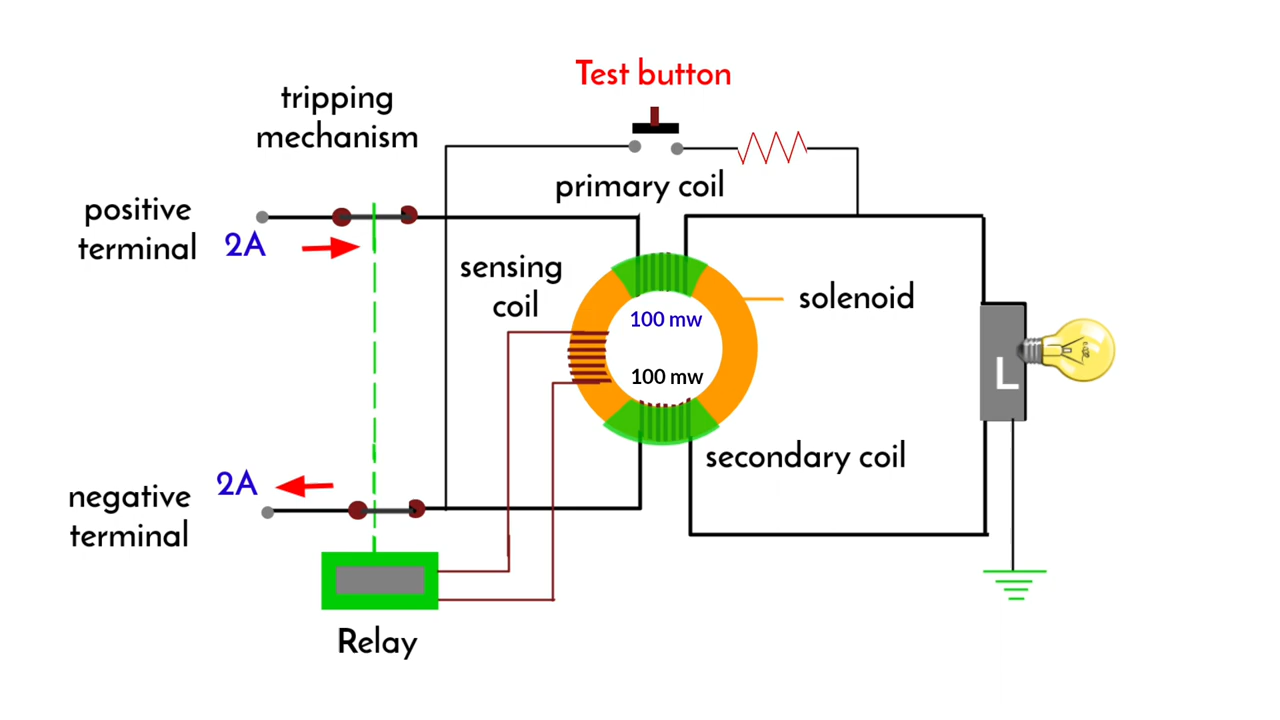 Test button
tripping
mechanism
primary coil
positive
terminal
2A
sensing
coil
solenoid
100 mw
100 mw
L
secondary coil
2A
negative
terminal
Relay